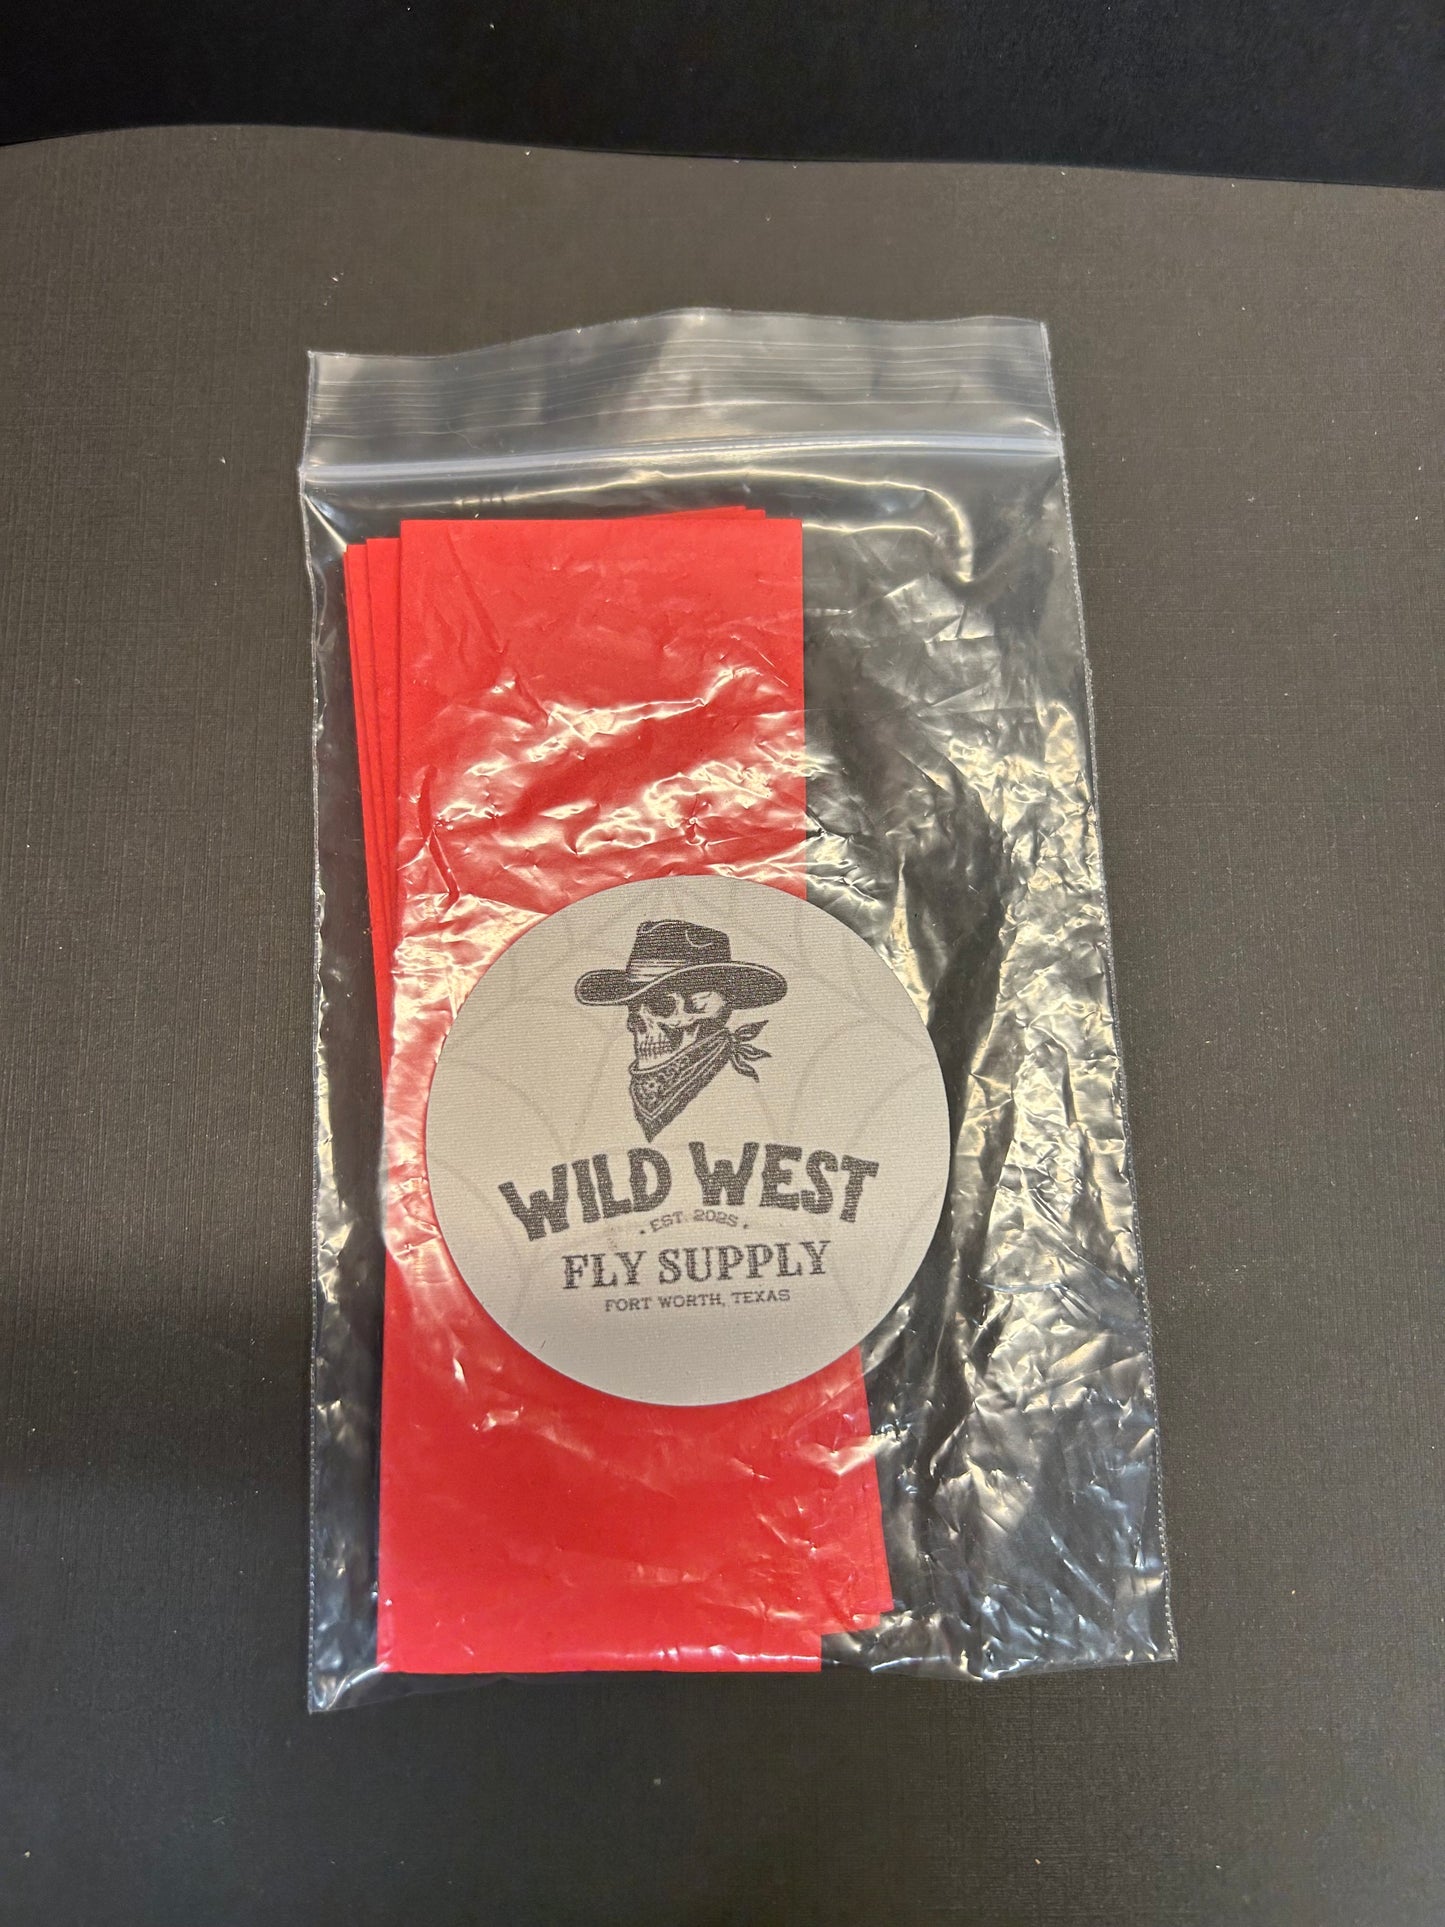 WILD WEST
• EST. 2025 •
FLY SUPPLY
FORT WORTH, TEXAS